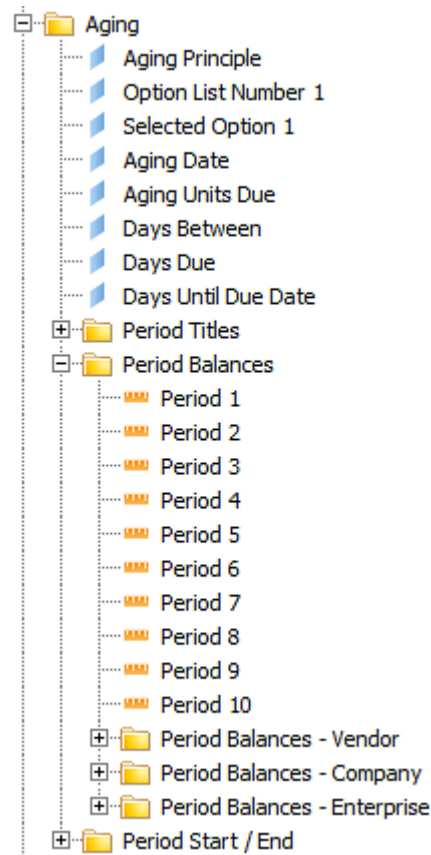 Aging
Aging Principle
Option List Number 1
Selected Option 1
Aging Date
Aging Units Due
Days Between
Days Due
Days Until Due Date
Period Titles
Period Balances
Period 1
Period 2
Period 3
Period 4
Period 5
Period 6
Period 7
Period 8
Period 9
Period 10
Period Balances - Vendor
Period Balances - Company
Period Balances - Enterprise
Period Start / End